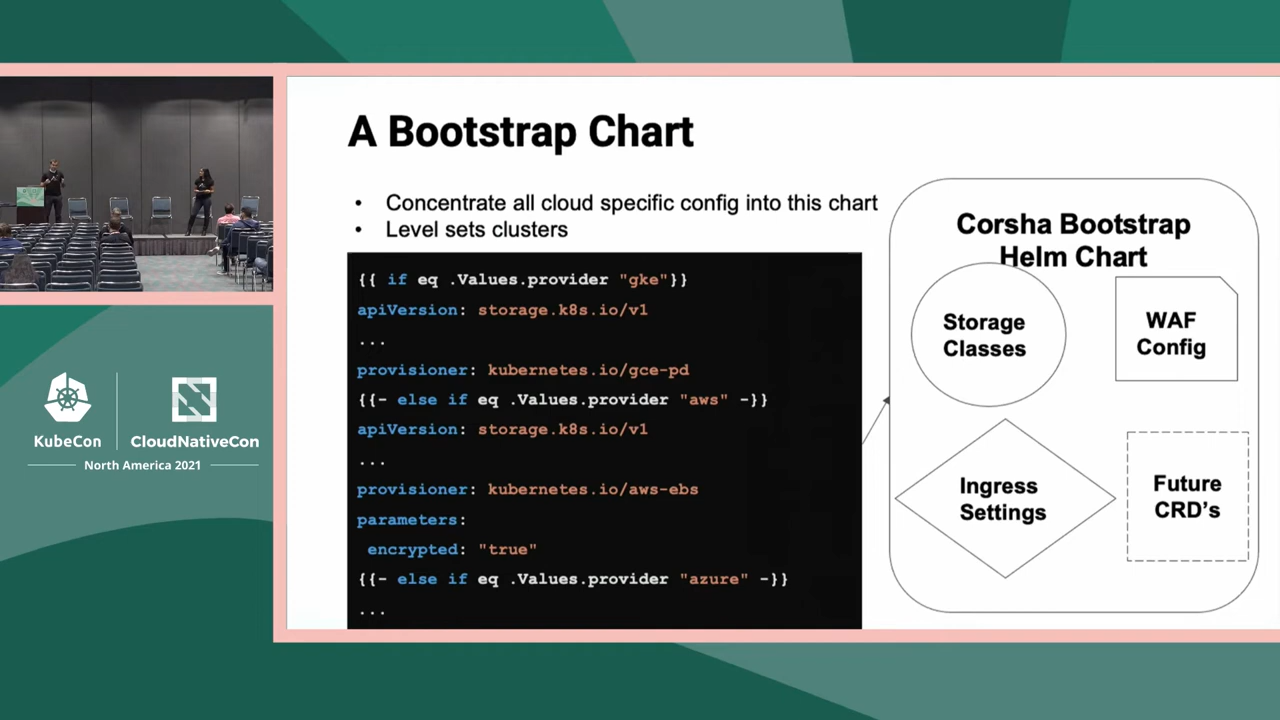 A Bootstrap Chart
• Concentrate all cloud specific config into this chart
• Level sets clusters
{{ if eq .Values.provider "gke"}}
apiVersion: storage.k8s.io/v1
...
provisioner: kubernetes.io/gce-pd
{{- else if eq .Values.provider "aws" -}}
apiVersion: storage.k8s.io/v1
...
provisioner: kubernetes.io/aws-ebs
parameters:
encrypted: "true"
{{- else if eq .Values.provider "azure" -}}
...
Corsha Bootstrap
Helm Chart
Storage
Classes
WAF
Config
Ingress
Settings
Future
CRD's
KubeCon
CloudNativeCon
North America 2021